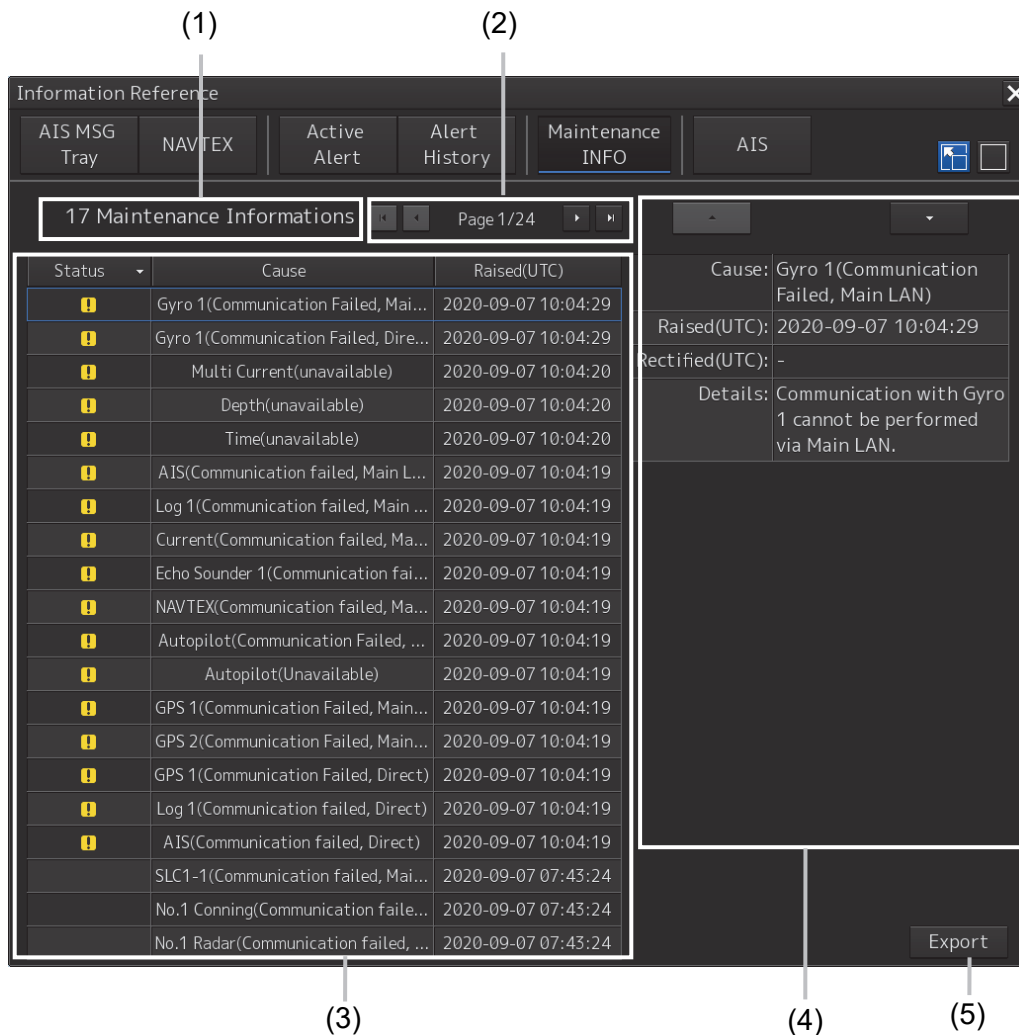 (1) (2)
Information Reference
AIS MSG Tray NAVTEX Active Alert Alert History Maintenance INFO AIS
17 Maintenance Informations Page 1/24
Status Cause Raised(UTC)
Gyro 1(Communication Failed, Mai... 2020-09-07 10:04:29
Gyro 1(Communication Failed, Dire... 2020-09-07 10:04:29
Multi Current(unavailable) 2020-09-07 10:04:20
Depth(unavailable) 2020-09-07 10:04:20
Time(unavailable) 2020-09-07 10:04:20
AIS(Communication failed, Main L... 2020-09-07 10:04:19
Log 1(Communication failed, Main ... 2020-09-07 10:04:19
Current(Communication failed, Ma... 2020-09-07 10:04:19
Echo Sounder 1(Communication fai... 2020-09-07 10:04:19
NAVTEX(Communication failed, Ma... 2020-09-07 10:04:19
Autopilot(Communication Failed, ... 2020-09-07 10:04:19
Autopilot(Unavailable) 2020-09-07 10:04:19
GPS 1(Communication Failed, Main... 2020-09-07 10:04:19
GPS 2(Communication Failed, Main... 2020-09-07 10:04:19
GPS 1(Communication Failed, Direct) 2020-09-07 10:04:19
Log 1(Communication failed, Direct) 2020-09-07 10:04:19
AIS(Communication failed, Direct) 2020-09-07 10:04:19
SLC1-1(Communication failed, Mai... 2020-09-07 07:43:24
No.1 Conning(Communication faile... 2020-09-07 07:43:24
No.1 Radar(Communication failed, ... 2020-09-07 07:43:24
Cause: Gyro 1(Communication
Failed, Main LAN)
Raised(UTC): 2020-09-07 10:04:29
Rectified(UTC): -
Details: Communication with Gyro
1 cannot be performed
via Main LAN.
Export
(3) (4) (5)